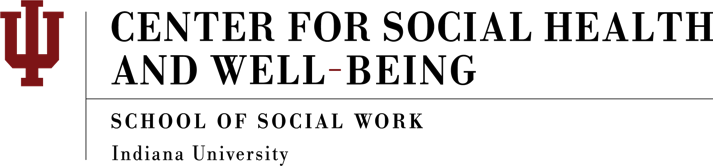 CENTER FOR SOCIAL HEALTH
AND WELL-BEING
SCHOOL OF SOCIAL WORK
Indiana University